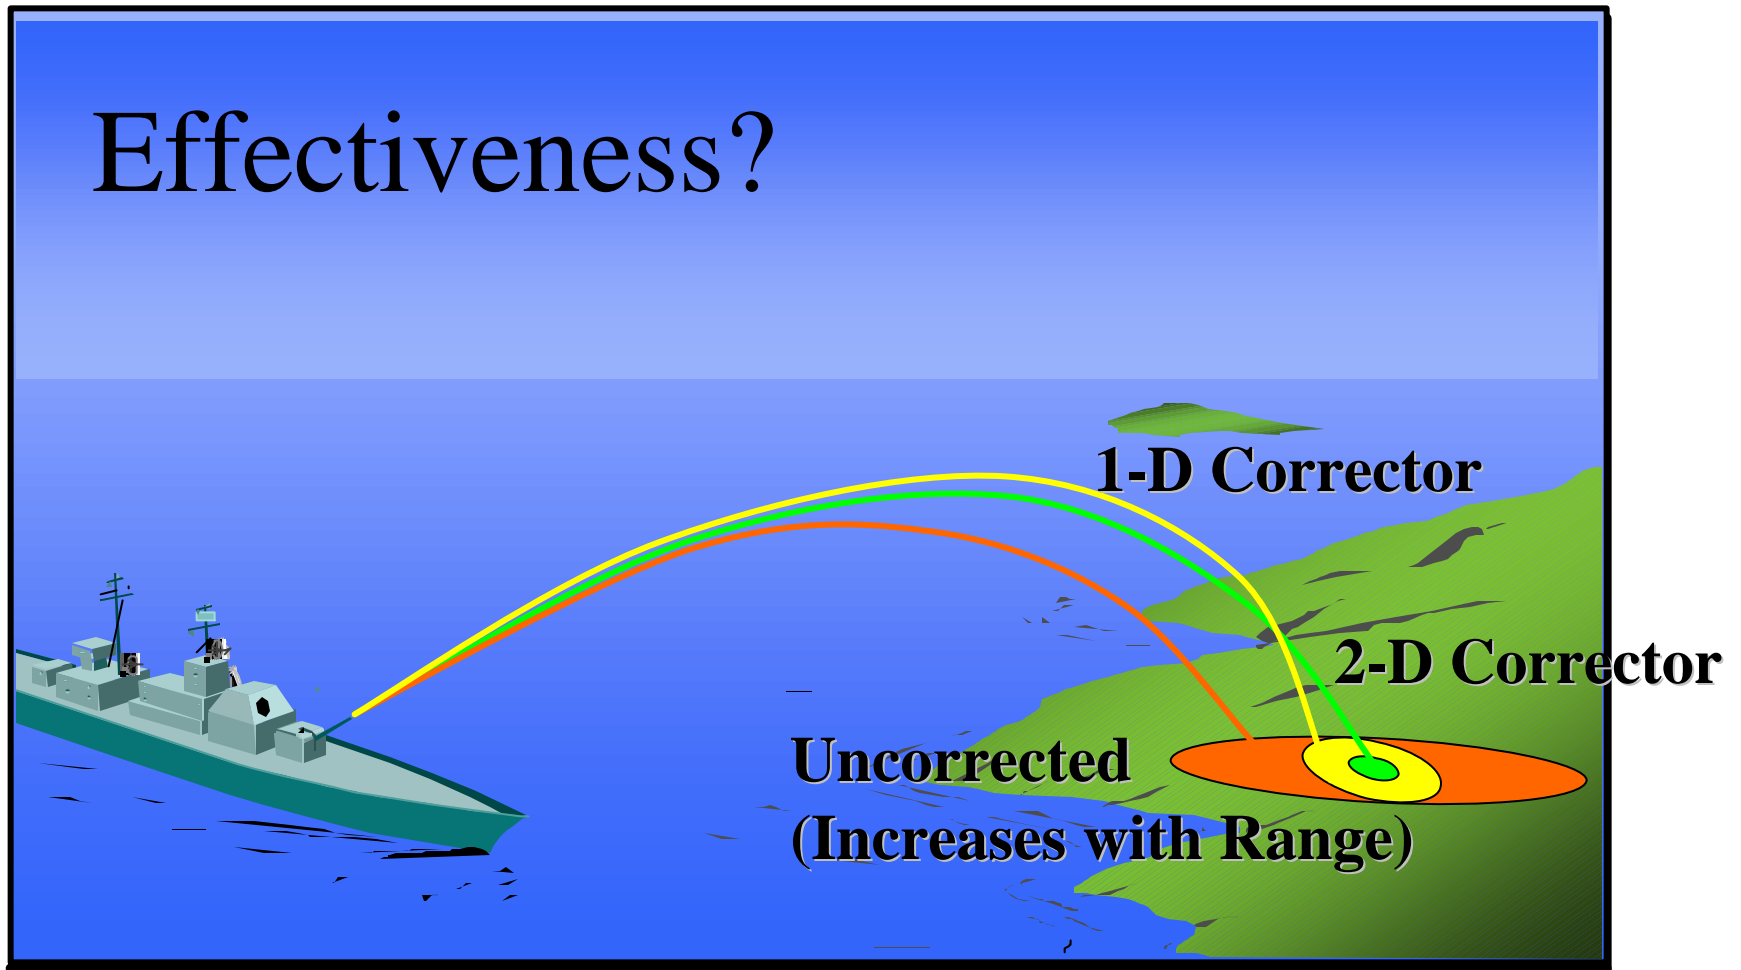 Effectiveness?
1-D Corrector
2-D Corrector
Uncorrected
(Increases with Range)